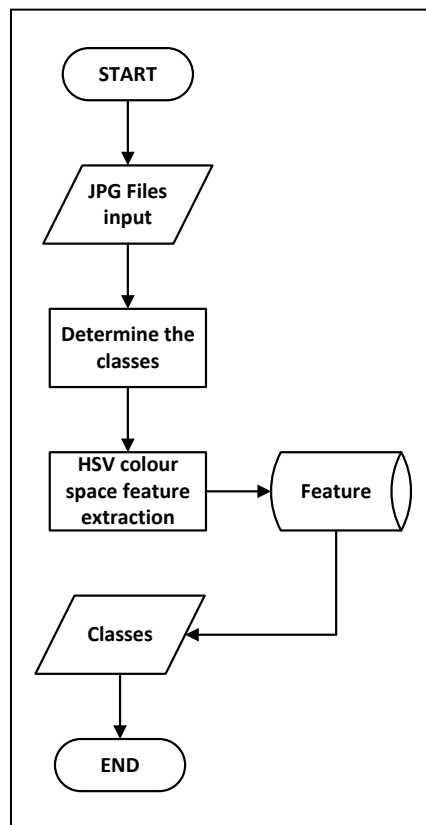 START
JPG Files
input
Determine the
classes
HSV colour
space feature
extraction
Feature
Classes
END